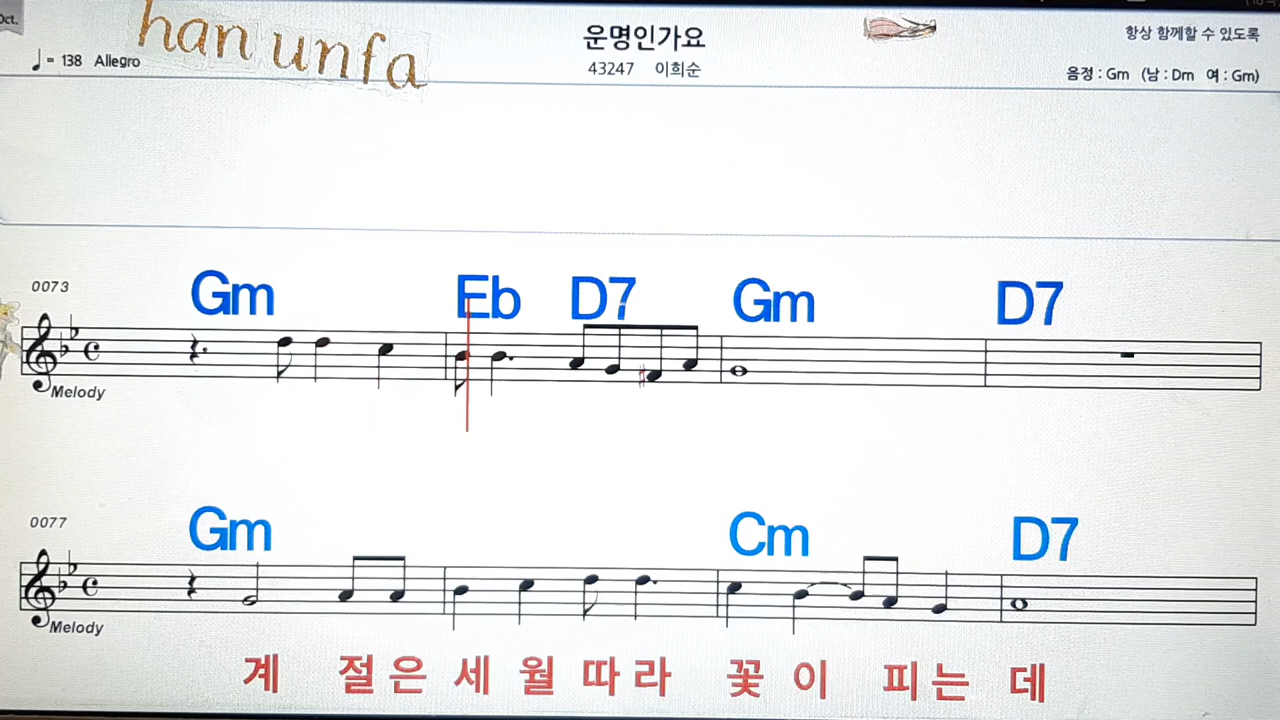 Oct.
han unfa
운명인가요
항상 함께할 수 있도록
♩ = 138 Allegro
43247 이희순
음정 : Gm (남 : Dm 여 : Gm)
0073
Gm Eb D7 Gm D7
Melody
0077
Gm Cm D7
Melody
계 절은 세 월 따라 꽃 이 피는 데